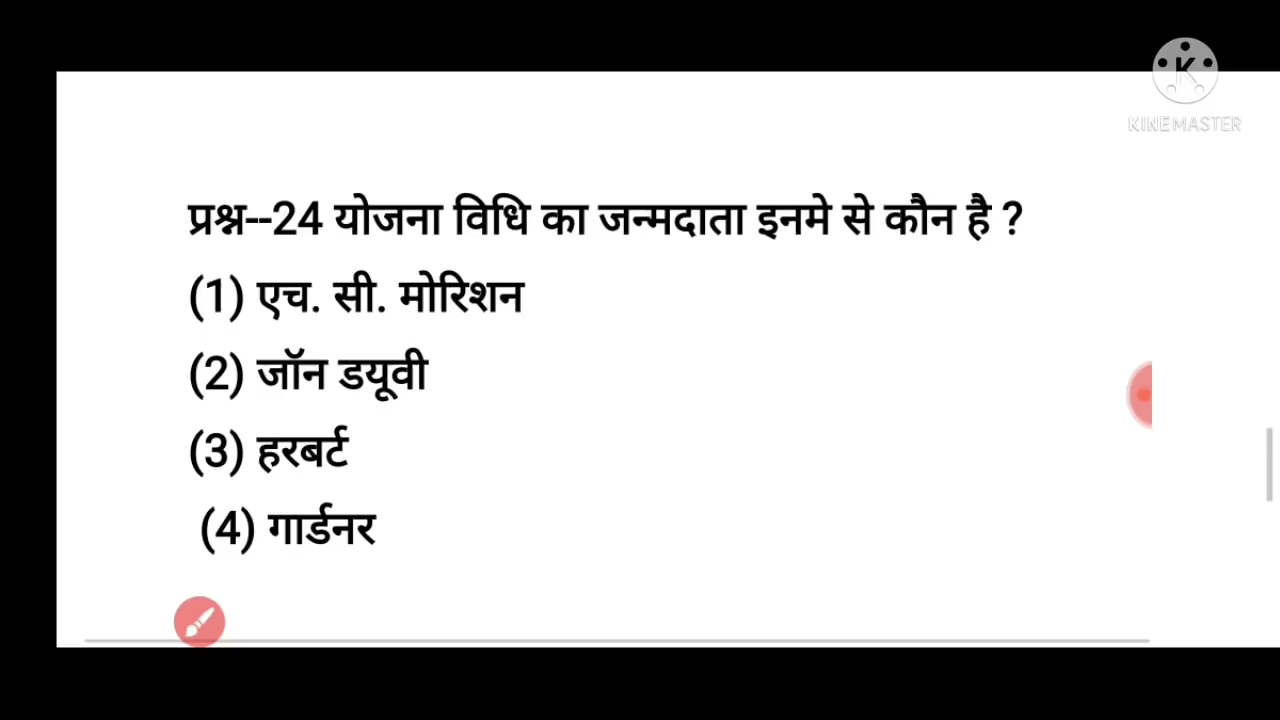 KINEMASTER
प्रश्न--24 योजना विधि का जन्मदाता इनमे से कौन है ?
(1) एच. सी. मोरिशन
(2) जॉन डयूवी
(3) हरबर्ट
(4) गार्डनर